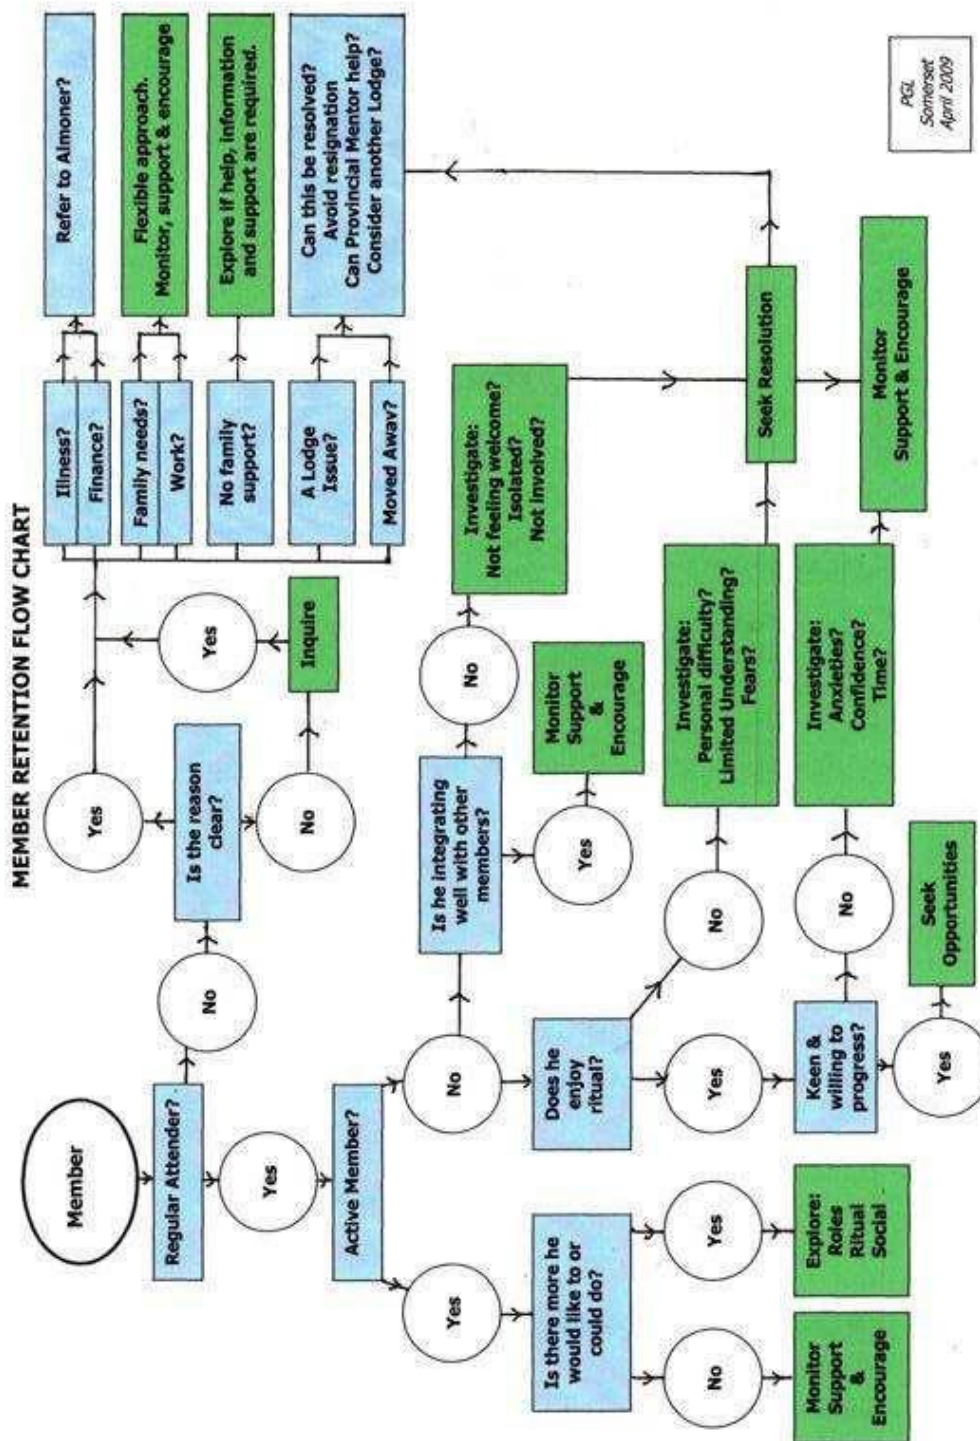 MEMBER RETENTION FLOW CHART
Member
Regular Attender?
No
Is the reason
clear?
Yes
No
Inquire
Yes
Illness?
Finance?
Refer to Almoner?
Family needs?
Work?
Flexible approach.
Monitor, support & encourage
No family
support?
Explore if help, information
and support are required.
A Lodge
Issue?
Moved Away?
Can this be resolved?
Avoid resignation
Can Provincial Mentor help?
Consider another Lodge?
Yes
Active Member?
No
Is he integrating
well with other
members?
No
Investigate:
Not feeling welcome?
Isolated?
Not involved?
Yes
Monitor
Support
&
Encourage
Does he
enjoy
ritual?
No
Investigate:
Personal difficulty?
Limited Understanding?
Fears?
Seek Resolution
Yes
Keen &
willing to
progress?
No
Investigate:
Anxieties?
Confidence?
Time?
Monitor
Support & Encourage
Yes
Seek
Opportunities
Yes
Is there more he
would like to or
could do?
Yes
Explore:
Roles
Ritual
Social
No
Monitor
Support
&
Encourage
PGL
Somerset
April 2009